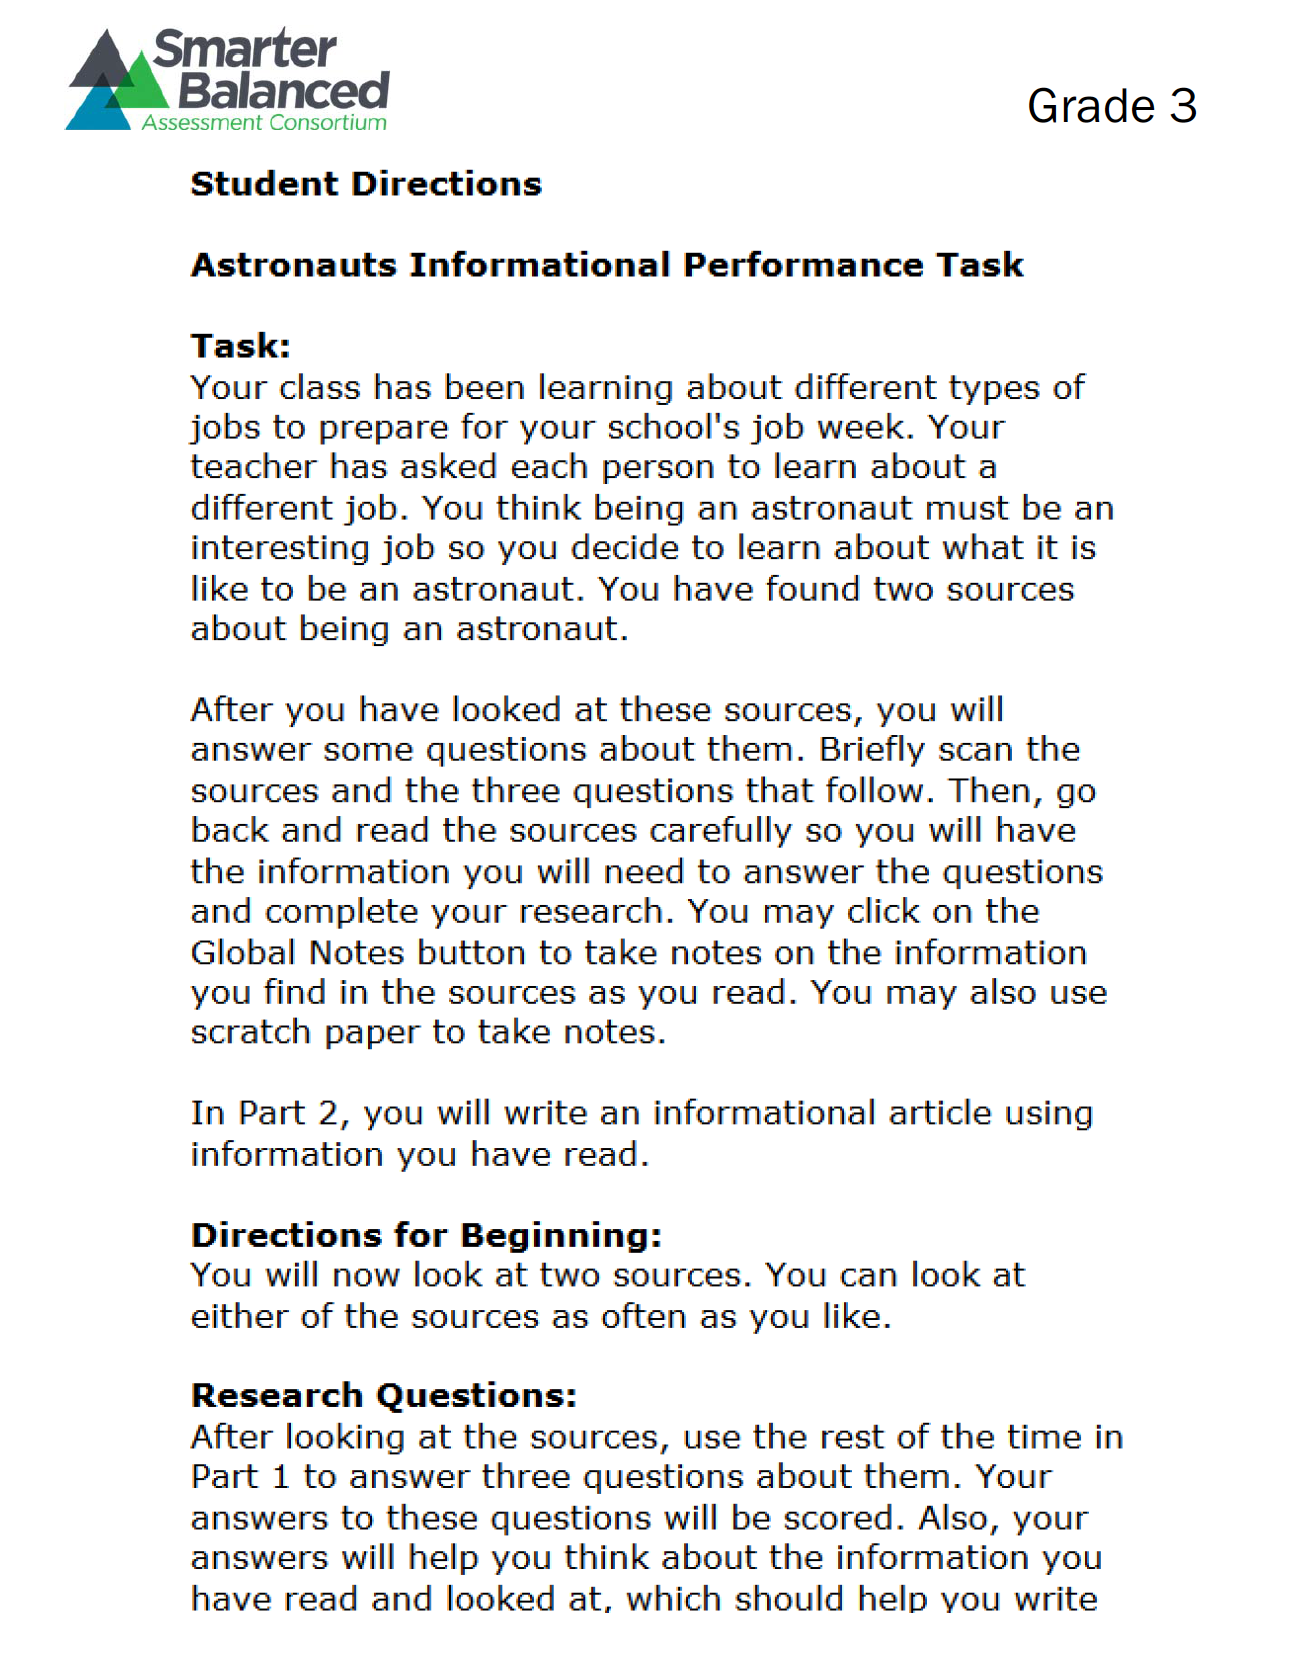 Smarter
Balanced
Assessment Consortium
Grade 3
Student Directions
Astronauts Informational Performance Task
Task:
Your class has been learning about different types of
jobs to prepare for your school's job week. Your
teacher has asked each person to learn about a
different job. You think being an astronaut must be an
interesting job so you decide to learn about what it is
like to be an astronaut. You have found two sources
about being an astronaut.
After you have looked at these sources, you will
answer some questions about them. Briefly scan the
sources and the three questions that follow. Then, go
back and read the sources carefully so you will have
the information you will need to answer the questions
and complete your research. You may click on the
Global Notes button to take notes on the information
you find in the sources as you read. You may also use
scratch paper to take notes.
In Part 2, you will write an informational article using
information you have read.
Directions for Beginning:
You will now look at two sources. You can look at
either of the sources as often as you like.
Research Questions:
After looking at the sources, use the rest of the time in
Part 1 to answer three questions about them. Your
answers to these questions will be scored. Also, your
answers will help you think about the information you
have read and looked at, which should help you write